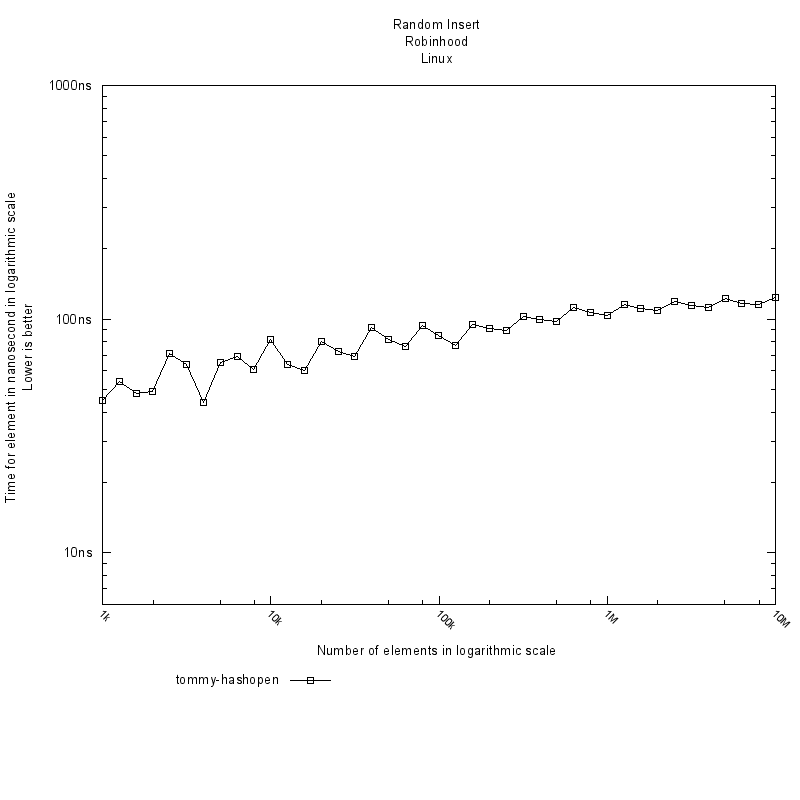 Random Insert
Robinhood
Linux
1000ns
100ns
10ns
Time for element in nanosecond in logarithmic scale
Lower is better
1k
10k
100k
1M
10M
Number of elements in logarithmic scale
tommy-hashopen